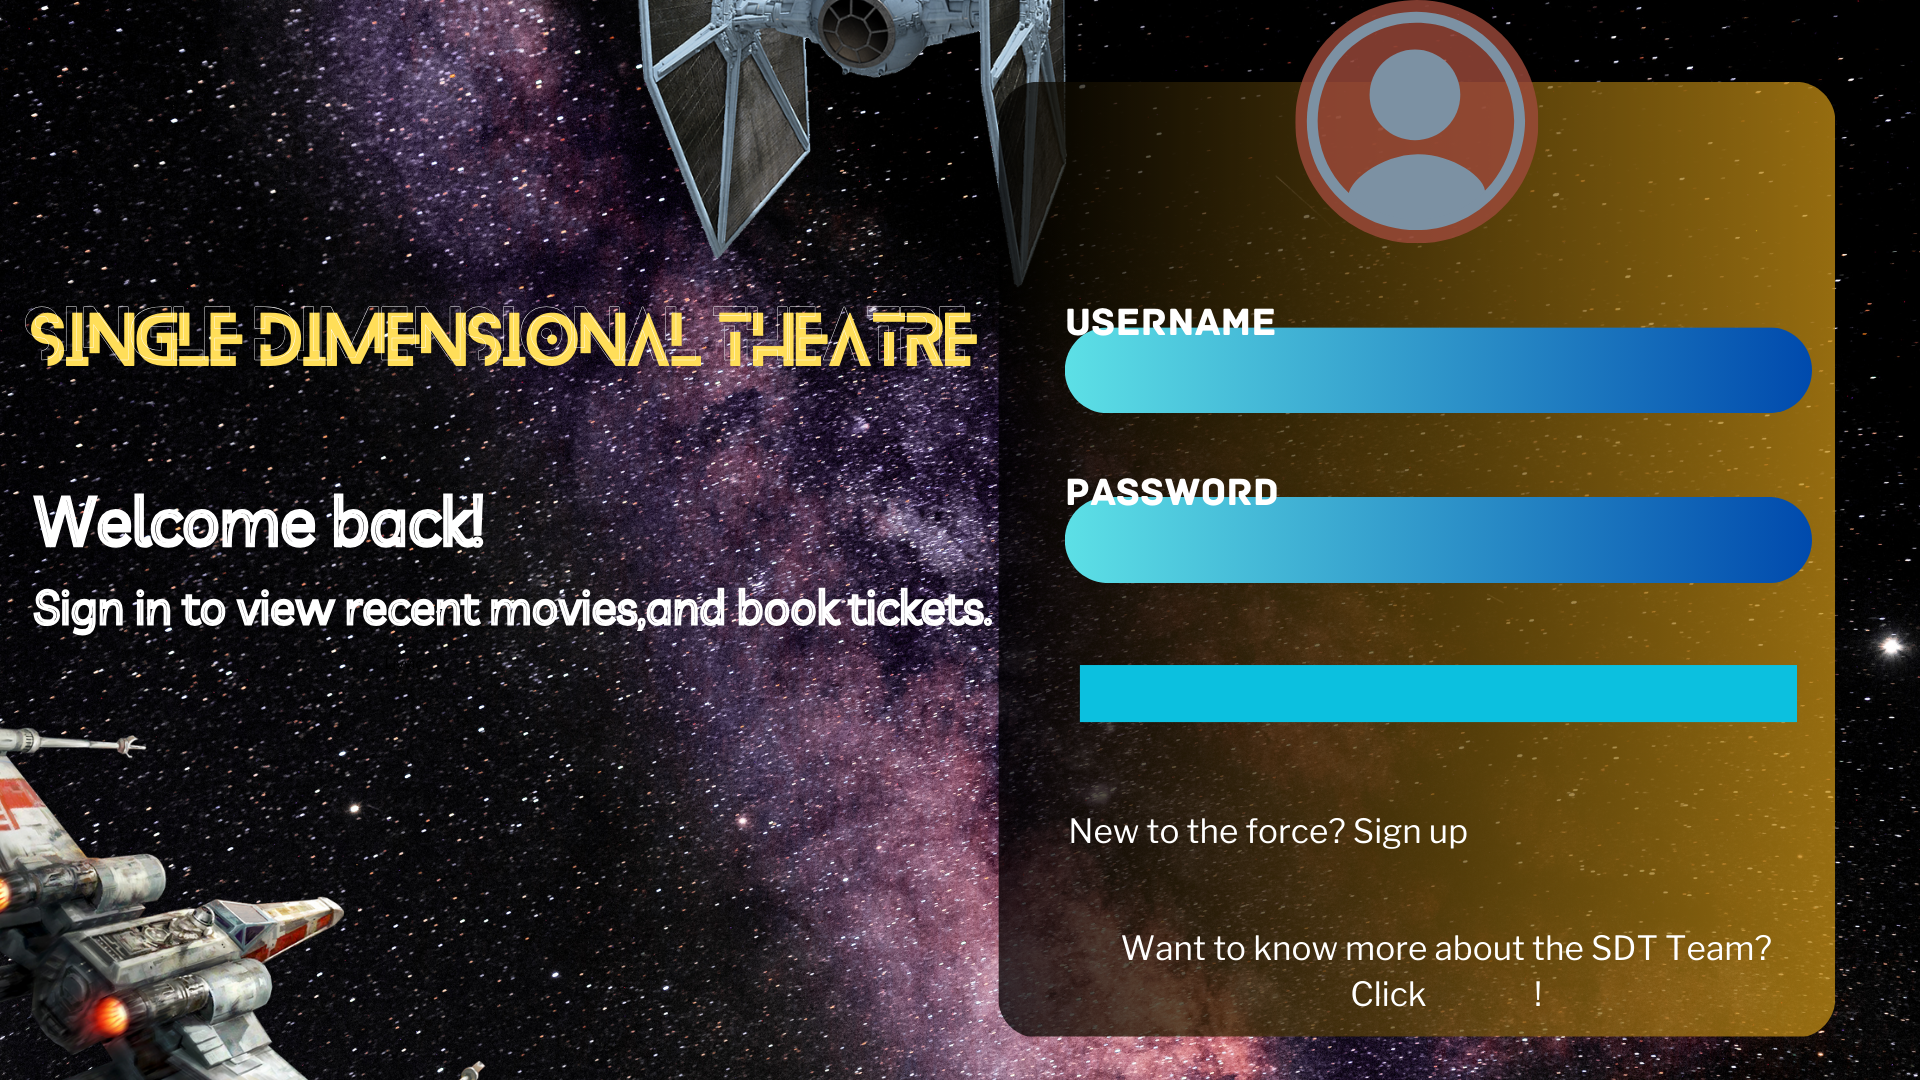 SINGLE DIMENSIONAL THEATRE
Welcome back!
Sign in to view recent movies,and book tickets.
USERNAME
PASSWORD
New to the force? Sign up
Want to know more about the SDT Team?
Click !